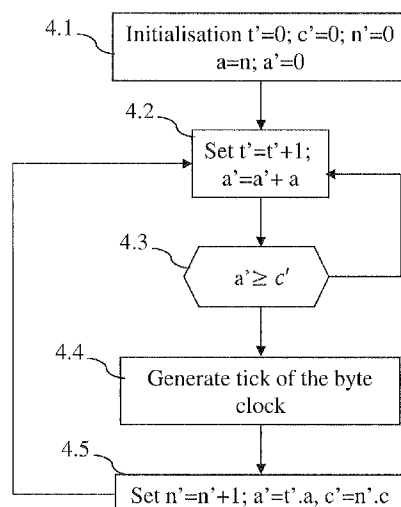 4.1
Initialisation t'=0; c'=0; n'=0
a=n; a'=0
4.2
Set t'=t'+1;
a'=a'+ a
4.3
a'≥ c'
4.4
Generate tick of the byte
clock
4.5
Set n'=n'+1; a'=t'.a, c'=n'.c